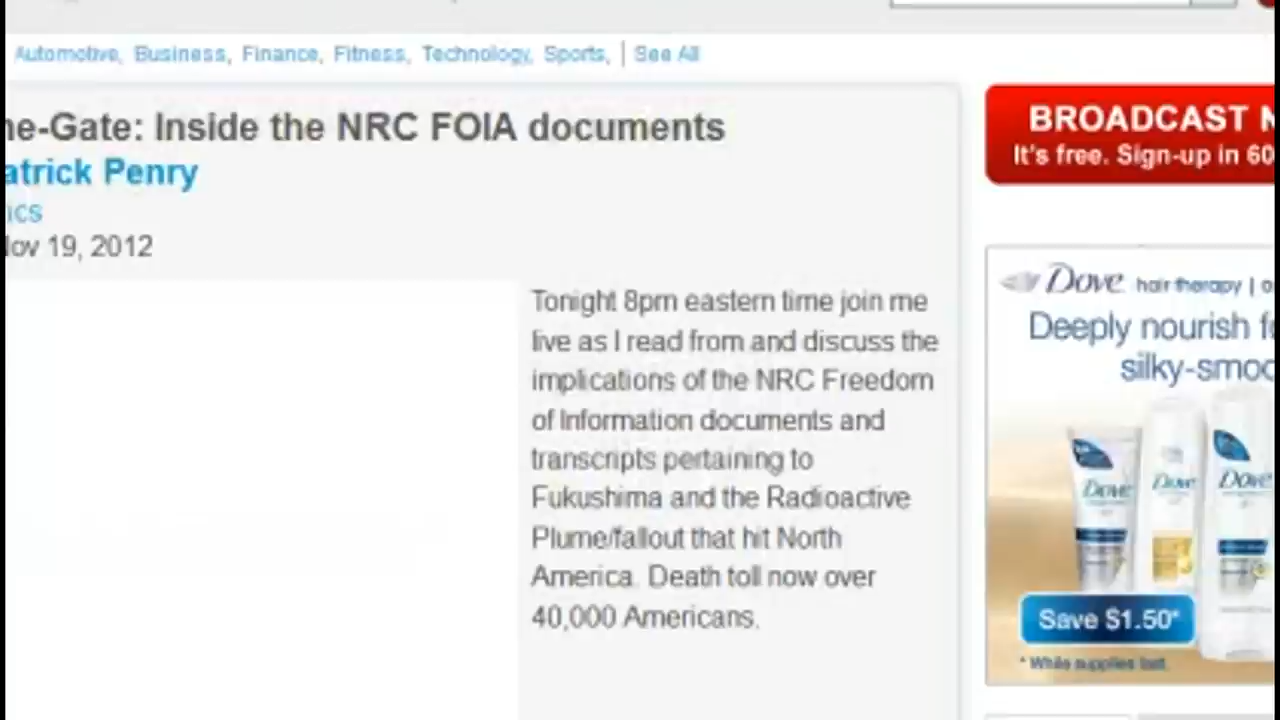 Automotive, Business, Finance, Fitness, Technology, Sports, | See All
ne-Gate: Inside the NRC FOIA documents
atrick Penry
ics
Nov 19, 2012
Tonight 8pm eastern time join me
live as I read from and discuss the
implications of the NRC Freedom
of Information documents and
transcripts pertaining to
Fukushima and the Radioactive
Plume/fallout that hit North
America. Death toll now over
40,000 Americans.
BROADCAST
It's free. Sign-up in 60
Dove hair therapy |
Deeply nourish
silky-smoo
Dove
Dove
Dove
Save $1.50*
* While supplies last.